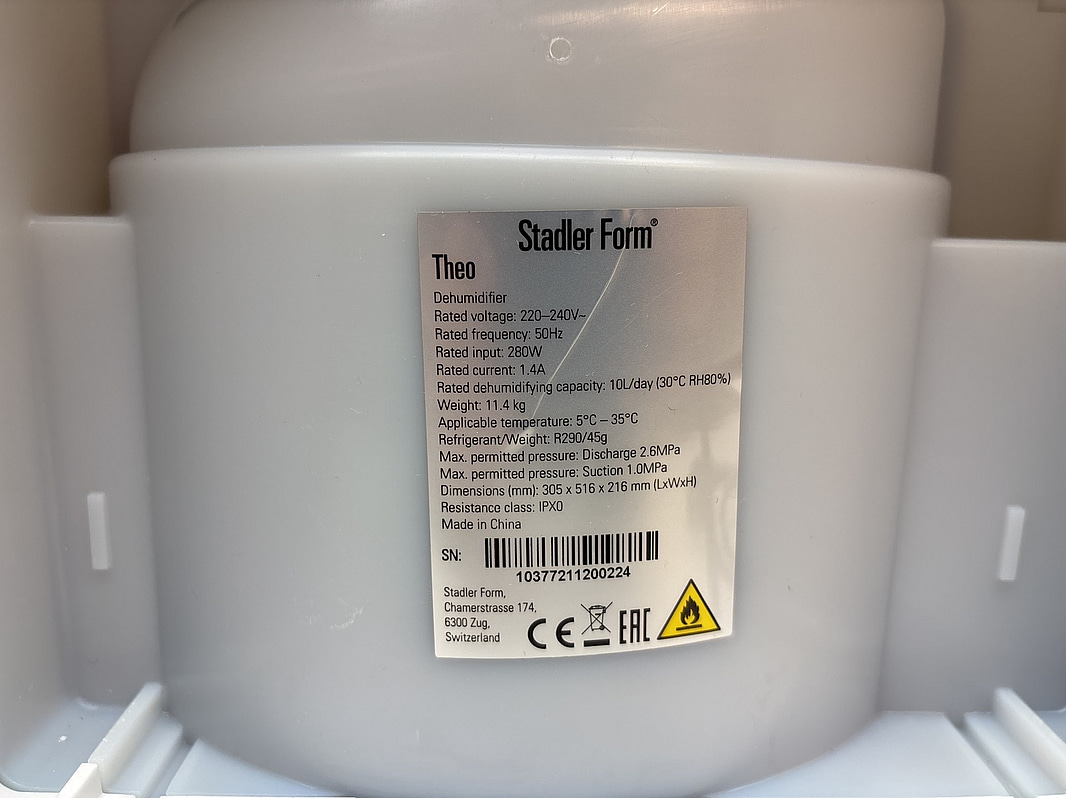 Stadler Form®
Theo
Dehumidifier
Rated voltage: 220–240V~
Rated frequency: 50Hz
Rated input: 280W
Rated current: 1.4A
Rated dehumidifying capacity: 10L/day (30°C RH80%)
Weight: 11.4 kg
Applicable temperature: 5°C – 35°C
Refrigerant/Weight: R290/45g
Max. permitted pressure: Discharge 2.6MPa
Max. permitted pressure: Suction 1.0MPa
Dimensions (mm): 305 x 516 x 216 mm (LxWxH)
Resistance class: IPX0
Made in China
SN:
10377211200224
Stadler Form,
Chamerstrasse 174,
6300 Zug,
Switzerland
CE EAC